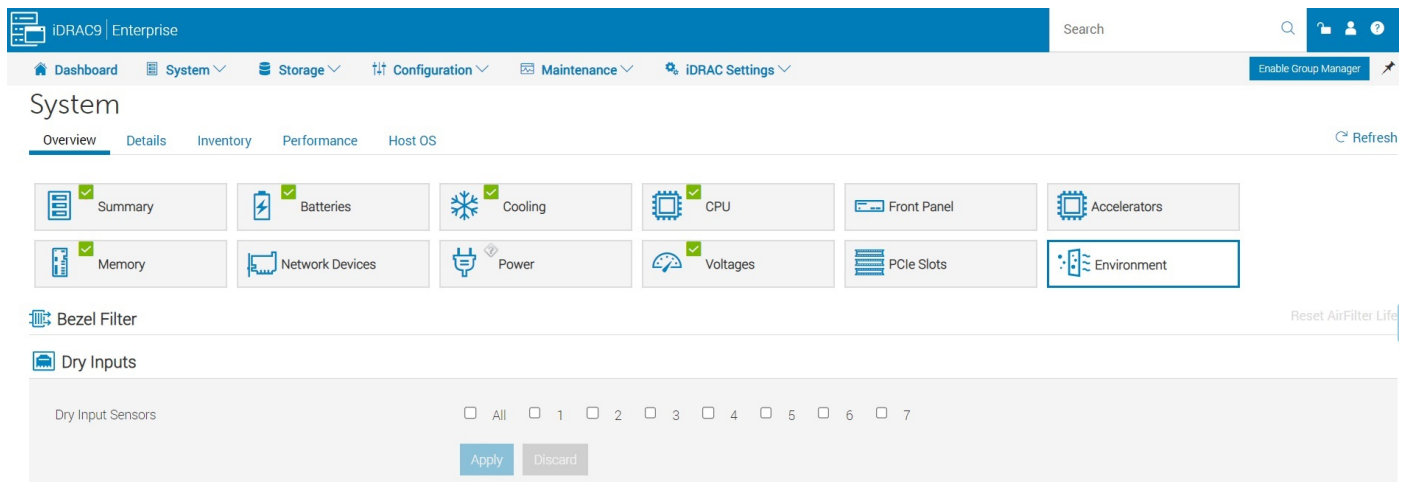 iDRAC9 | Enterprise
Search
Dashboard System Storage Configuration Maintenance iDRAC Settings Enable Group Manager
System
Overview Details Inventory Performance Host OS Refresh
Summary Batteries Cooling CPU Front Panel Accelerators
Memory Network Devices Power Voltages PCIe Slots Environment
Bezel Filter Reset AirFilter Life
Dry Inputs
Dry Input Sensors All 1 2 3 4 5 6 7
Apply Discard